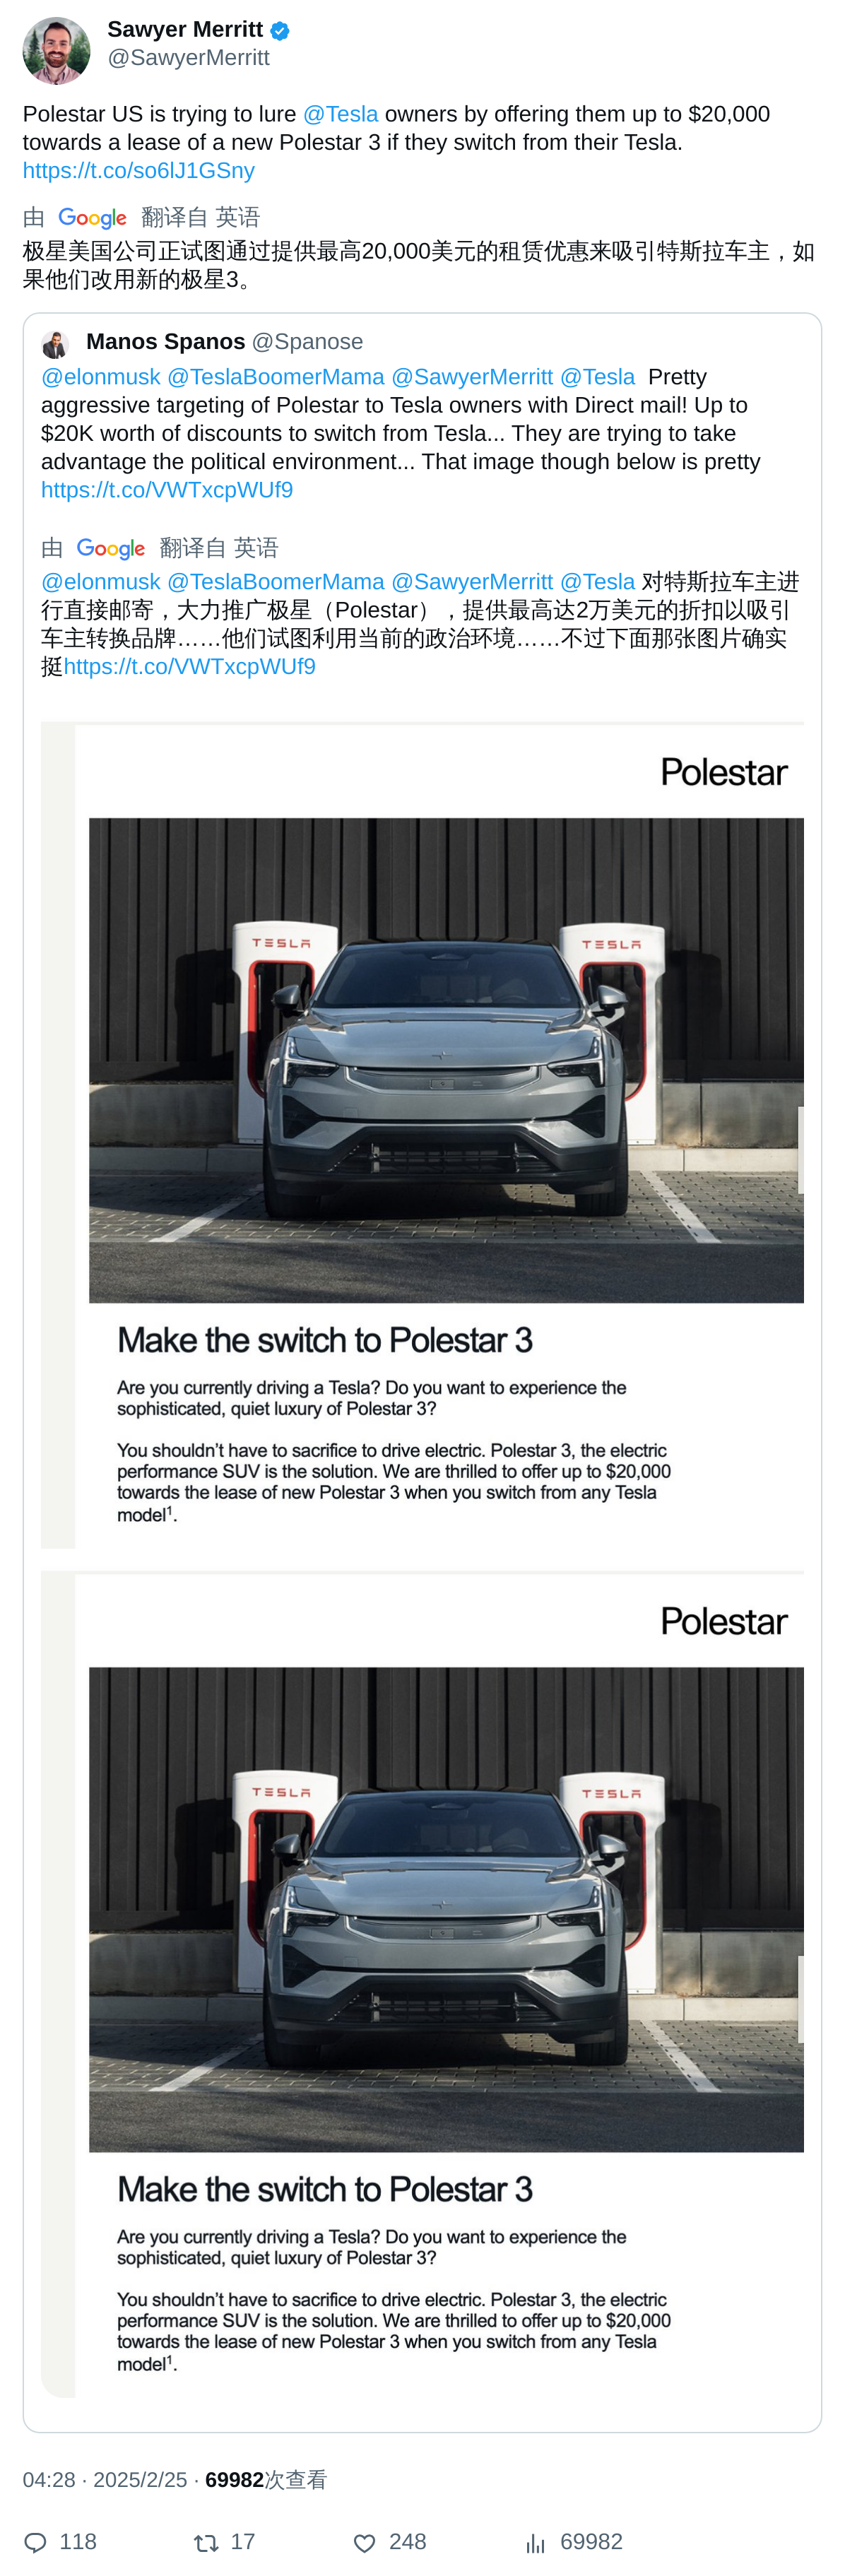 Sawyer Merritt
@SawyerMerritt
Polestar US is trying to lure @Tesla owners by offering them up to $20,000
towards a lease of a new Polestar 3 if they switch from their Tesla.
https://t.co/so6lJ1GSny
由 Google 翻译自 英语
极星美国公司正试图通过提供最高20,000美元的租赁优惠来吸引特斯拉车主，如
果他们改用新的极星3。
Manos Spanos @Spanose
@elonmusk @TeslaBoomerMama @SawyerMerritt @Tesla Pretty
aggressive targeting of Polestar to Tesla owners with Direct mail! Up to
$20K worth of discounts to switch from Tesla... They are trying to take
advantage the political environment... That image though below is pretty
https://t.co/VWTxcpWUf9
由 Google 翻译自 英语
@elonmusk @TeslaBoomerMama @SawyerMerritt @Tesla 对特斯拉车主进
行直接邮寄，大力推广极星（Polestar），提供最高达2万美元的折扣以吸引
车主转换品牌……他们试图利用当前的政治环境……不过下面那张图片确实
挺https://t.co/VWTxcpWUf9
Polestar
TESLA TESLA
Make the switch to Polestar 3
Are you currently driving a Tesla? Do you want to experience the
sophisticated, quiet luxury of Polestar 3?
You shouldn’t have to sacrifice to drive electric. Polestar 3, the electric
performance SUV is the solution. We are thrilled to offer up to $20,000
towards the lease of new Polestar 3 when you switch from any Tesla
model¹.
Polestar
TESLA TESLA
Make the switch to Polestar 3
Are you currently driving a Tesla? Do you want to experience the
sophisticated, quiet luxury of Polestar 3?
You shouldn’t have to sacrifice to drive electric. Polestar 3, the electric
performance SUV is the solution. We are thrilled to offer up to $20,000
towards the lease of new Polestar 3 when you switch from any Tesla
model¹.
04:28 · 2025/2/25 · 69982次查看
118 17 248 69982